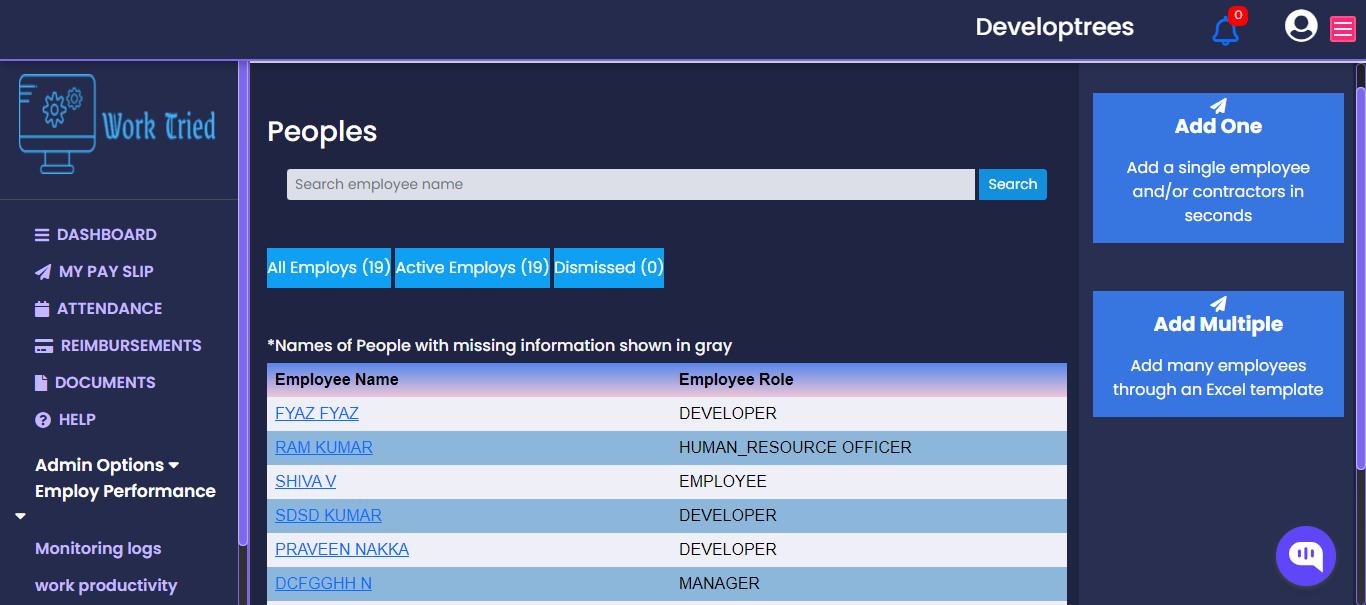 Developtrees
0
Work Tried
DASHBOARD
MY PAY SLIP
ATTENDANCE
REIMBURSEMENTS
DOCUMENTS
HELP
Admin Options
Employ Performance
Monitoring logs
work productivity
Peoples
Search employee name
Search
All Employs (19) Active Employs (19) Dismissed (0)
*Names of People with missing information shown in gray
Employee Name Employee Role
FYAZ FYAZ DEVELOPER
RAM KUMAR HUMAN_RESOURCE OFFICER
SHIVA V EMPLOYEE
SDSD KUMAR DEVELOPER
PRAVEEN NAKKA DEVELOPER
DCFGGHH N MANAGER
Add One
Add a single employee
and/or contractors in
seconds
Add Multiple
Add many employees
through an Excel template